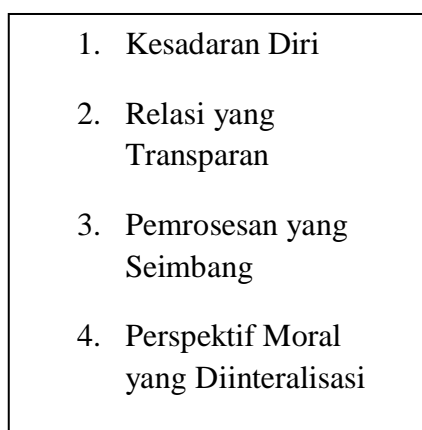 1. Kesadaran Diri
2. Relasi yang
Transparan
3. Pemrosesan yang
Seimbang
4. Perspektif Moral
yang Diinteralisasi